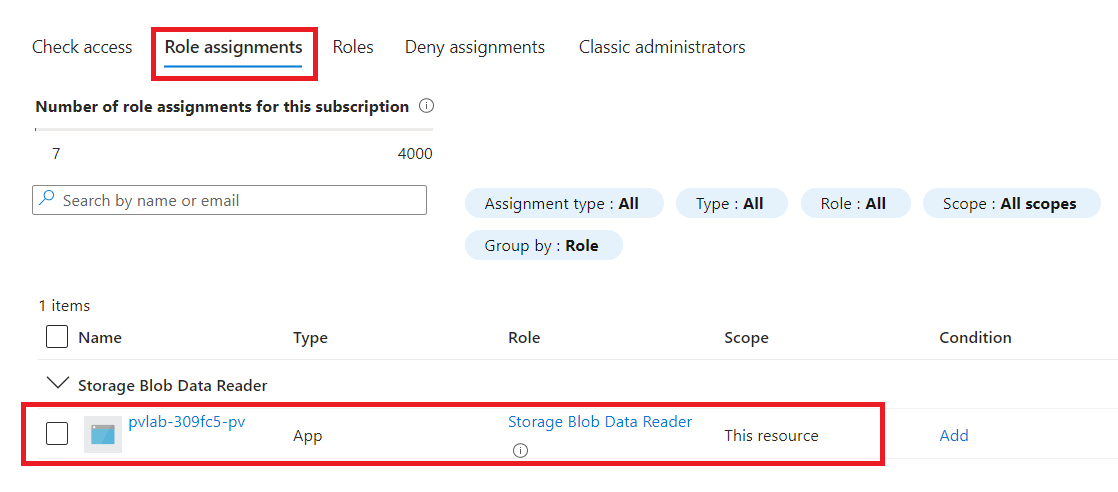 Check access Role assignments Roles Deny assignments Classic administrators
Number of role assignments for this subscription
7 4000
Search by name or email
Assignment type : All Type : All Role : All Scope : All scopes
Group by : Role
1 items
Name Type Role Scope Condition
Storage Blob Data Reader
pvlab-309fc5-pv App Storage Blob Data Reader This resource Add